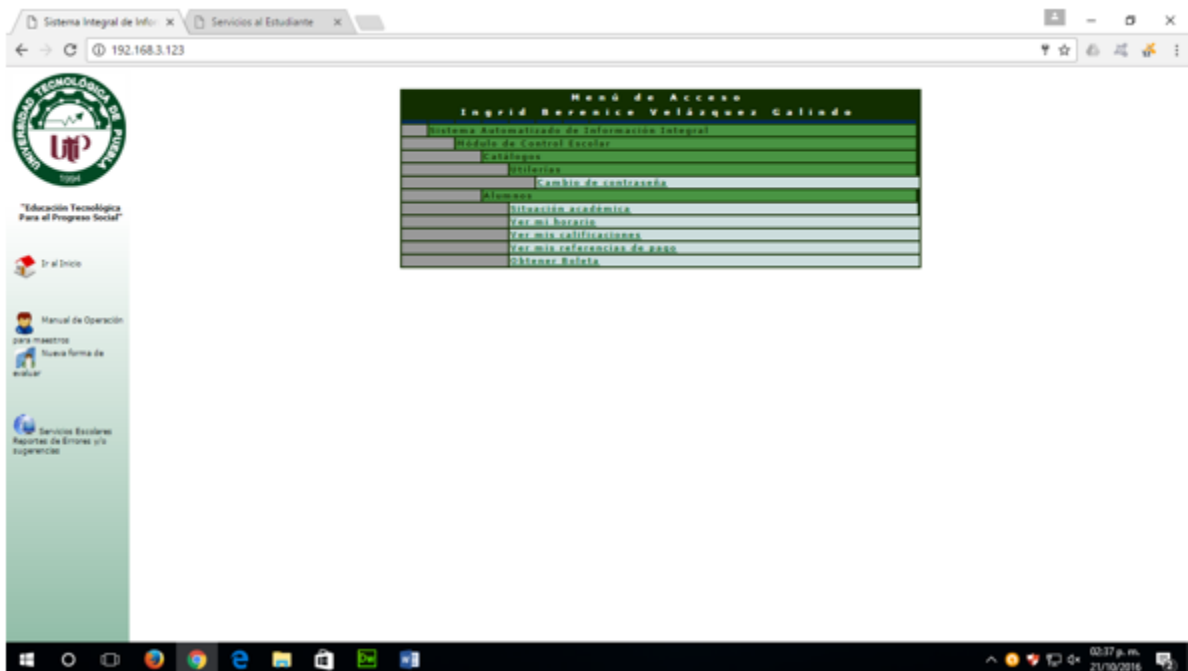 Sistema Integral de Infor
Servicios al Estudiante
192.168.3.123
UNIVERSIDAD TECNOLÓGICA DE PUEBLA
UTP
1994
"Educación Tecnológica
Para el Progreso Social"
Ir al Inicio
Manual de Operación
para maestros
Nueva forma de
evaluar
Servicios Escolares
Reportes de Errores y/o
sugerencias
Menú de Acceso
Ingrid Berenice Velázquez Galindo
Sistema Automatizado de Información Integral
Módulo de Control Escolar
Catálogos
Utilerías
Cambio de contraseña
Alumnos
Situación académica
Ver mi horario
Ver mis calificaciones
Ver mis referencias de pago
Obtener Boleta
Dw
02:37 p. m.
21/10/2016